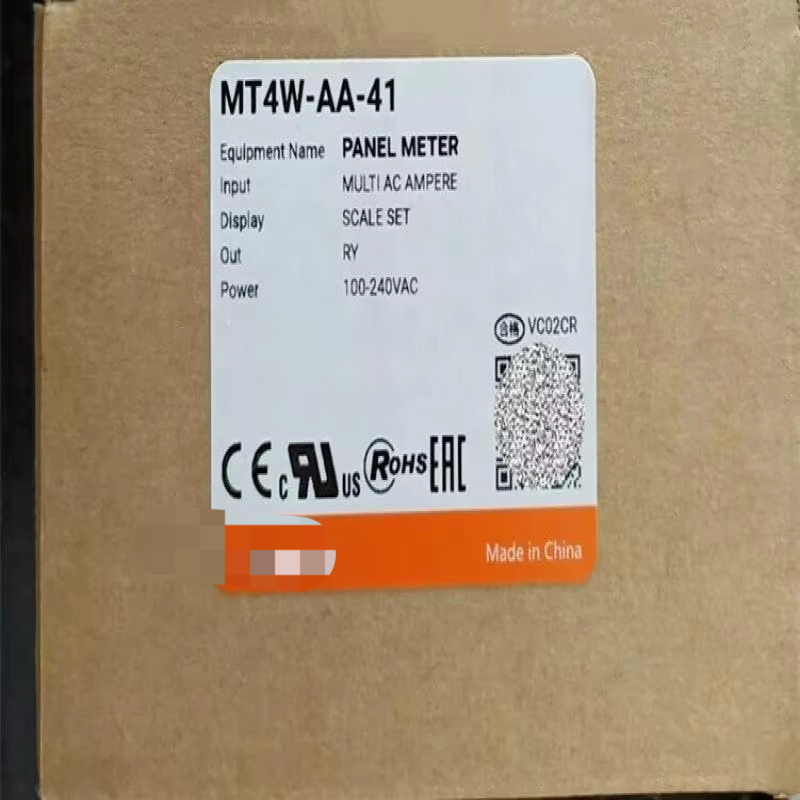 MT4W-AA-41
Equipment Name PANEL METER
Input MULTI AC AMPERE
Display SCALE SET
Out RY
Power 100-240VAC
合格 VC02CR
CE c RU US RoHS EAC
Made in China